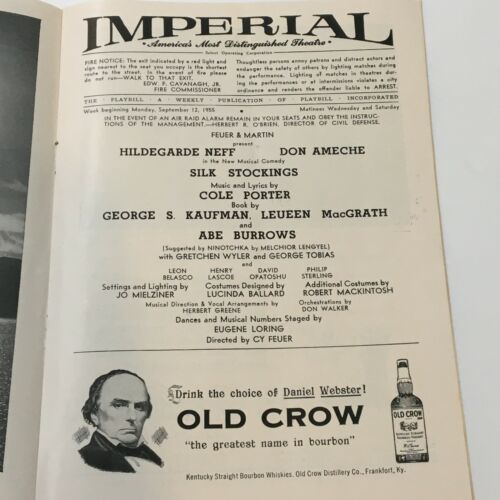 IMPERIAL
• America's Most Distinguished Theatre •
Select Operating Corporation
FIRE NOTICE: The exit indicated by a red light and
sign nearest to the seat you occupy is the shortest
route to the street. In the event of fire please
do not run—WALK TO THAT EXIT.
EDW. F. CAVANAGH, JR.
FIRE COMMISSIONER
Thoughtless persons annoy patrons and distract actors and
endanger the safety of others by lighting matches during
the performance. Lighting of matches in theatres dur-
ing the performances or at intermissions violates a city
ordinance and renders the offender liable to ARREST.
THE PLAYBILL • A WEEKLY • PUBLICATION • OF • PLAYBILL • INCORPORATED
Week beginning Monday, September 12, 1955
Matinees Wednesday and Saturday
IN THE EVENT OF AN AIR RAID ALARM REMAIN IN YOUR SEATS AND OBEY THE INSTRUC-
TIONS OF THE MANAGEMENT.—HERBERT R. O'BRIEN, DIRECTOR OF CIVIL DEFENSE.
FEUER & MARTIN
present
HILDEGARDE NEFF DON AMECHE
in the New Musical Comedy
SILK STOCKINGS
Music and Lyrics by
COLE PORTER
Book by
GEORGE S. KAUFMAN, LEUEEN MacGRATH
and
ABE BURROWS
(Suggested by NINOTCHKA by MELCHIOR LENGYEL)
with GRETCHEN WYLER and GEORGE TOBIAS
LEON HENRY DAVID PHILIP
BELASCO LASCOE OPATOSHU STERLING
Settings and Lighting by
JO MIELZINER
Costumes Designed by
LUCINDA BALLARD
Additional Costumes by
ROBERT MACKINTOSH
Musical Direction & Vocal Arrangements by
HERBERT GREENE
Orchestrations by
DON WALKER
Dances and Musical Numbers Staged by
EUGENE LORING
Directed by CY FEUER
Drink the choice of Daniel Webster!
OLD CROW
"the greatest name in bourbon"
OLD CROW
Kentucky Straight Bourbon Whiskies. Old Crow Distillery Co., Frankfort, Ky.